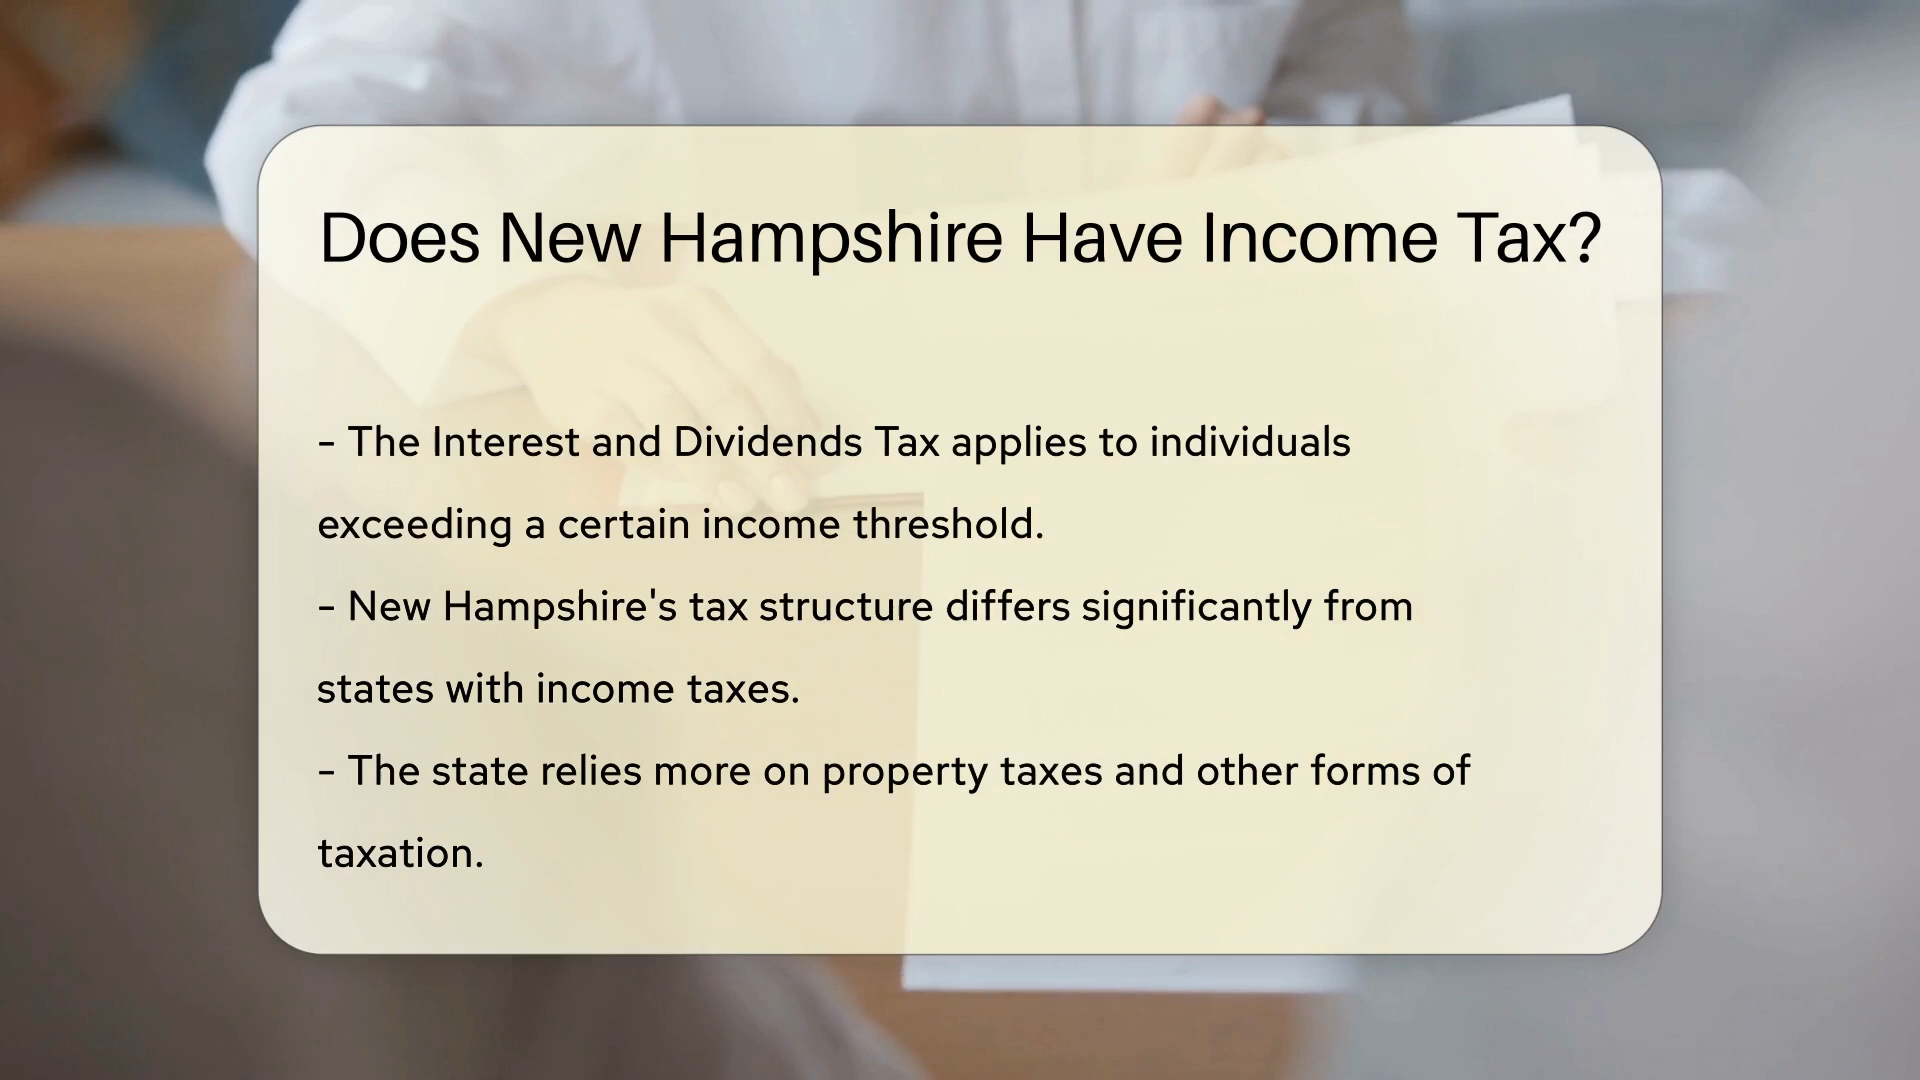 Does New Hampshire Have Income Tax?
- The Interest and Dividends Tax applies to individuals
exceeding a certain income threshold.
- New Hampshire's tax structure differs significantly from
states with income taxes.
- The state relies more on property taxes and other forms of
taxation.